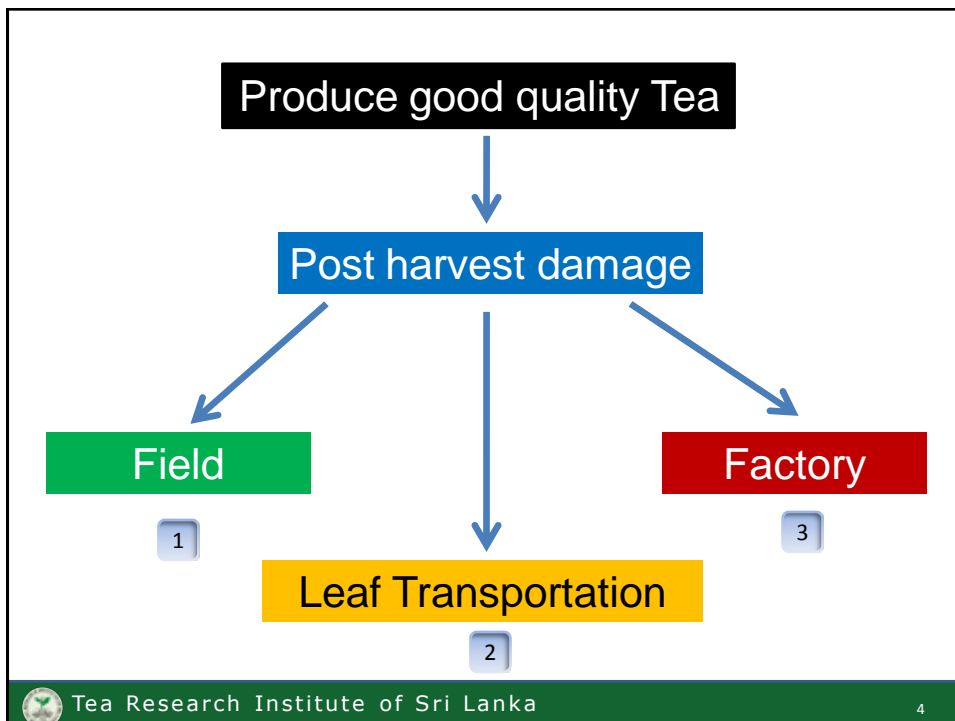 Produce good quality Tea
Post harvest damage
Field
1
Factory
3
Leaf Transportation
2
Tea Research Institute of Sri Lanka
4